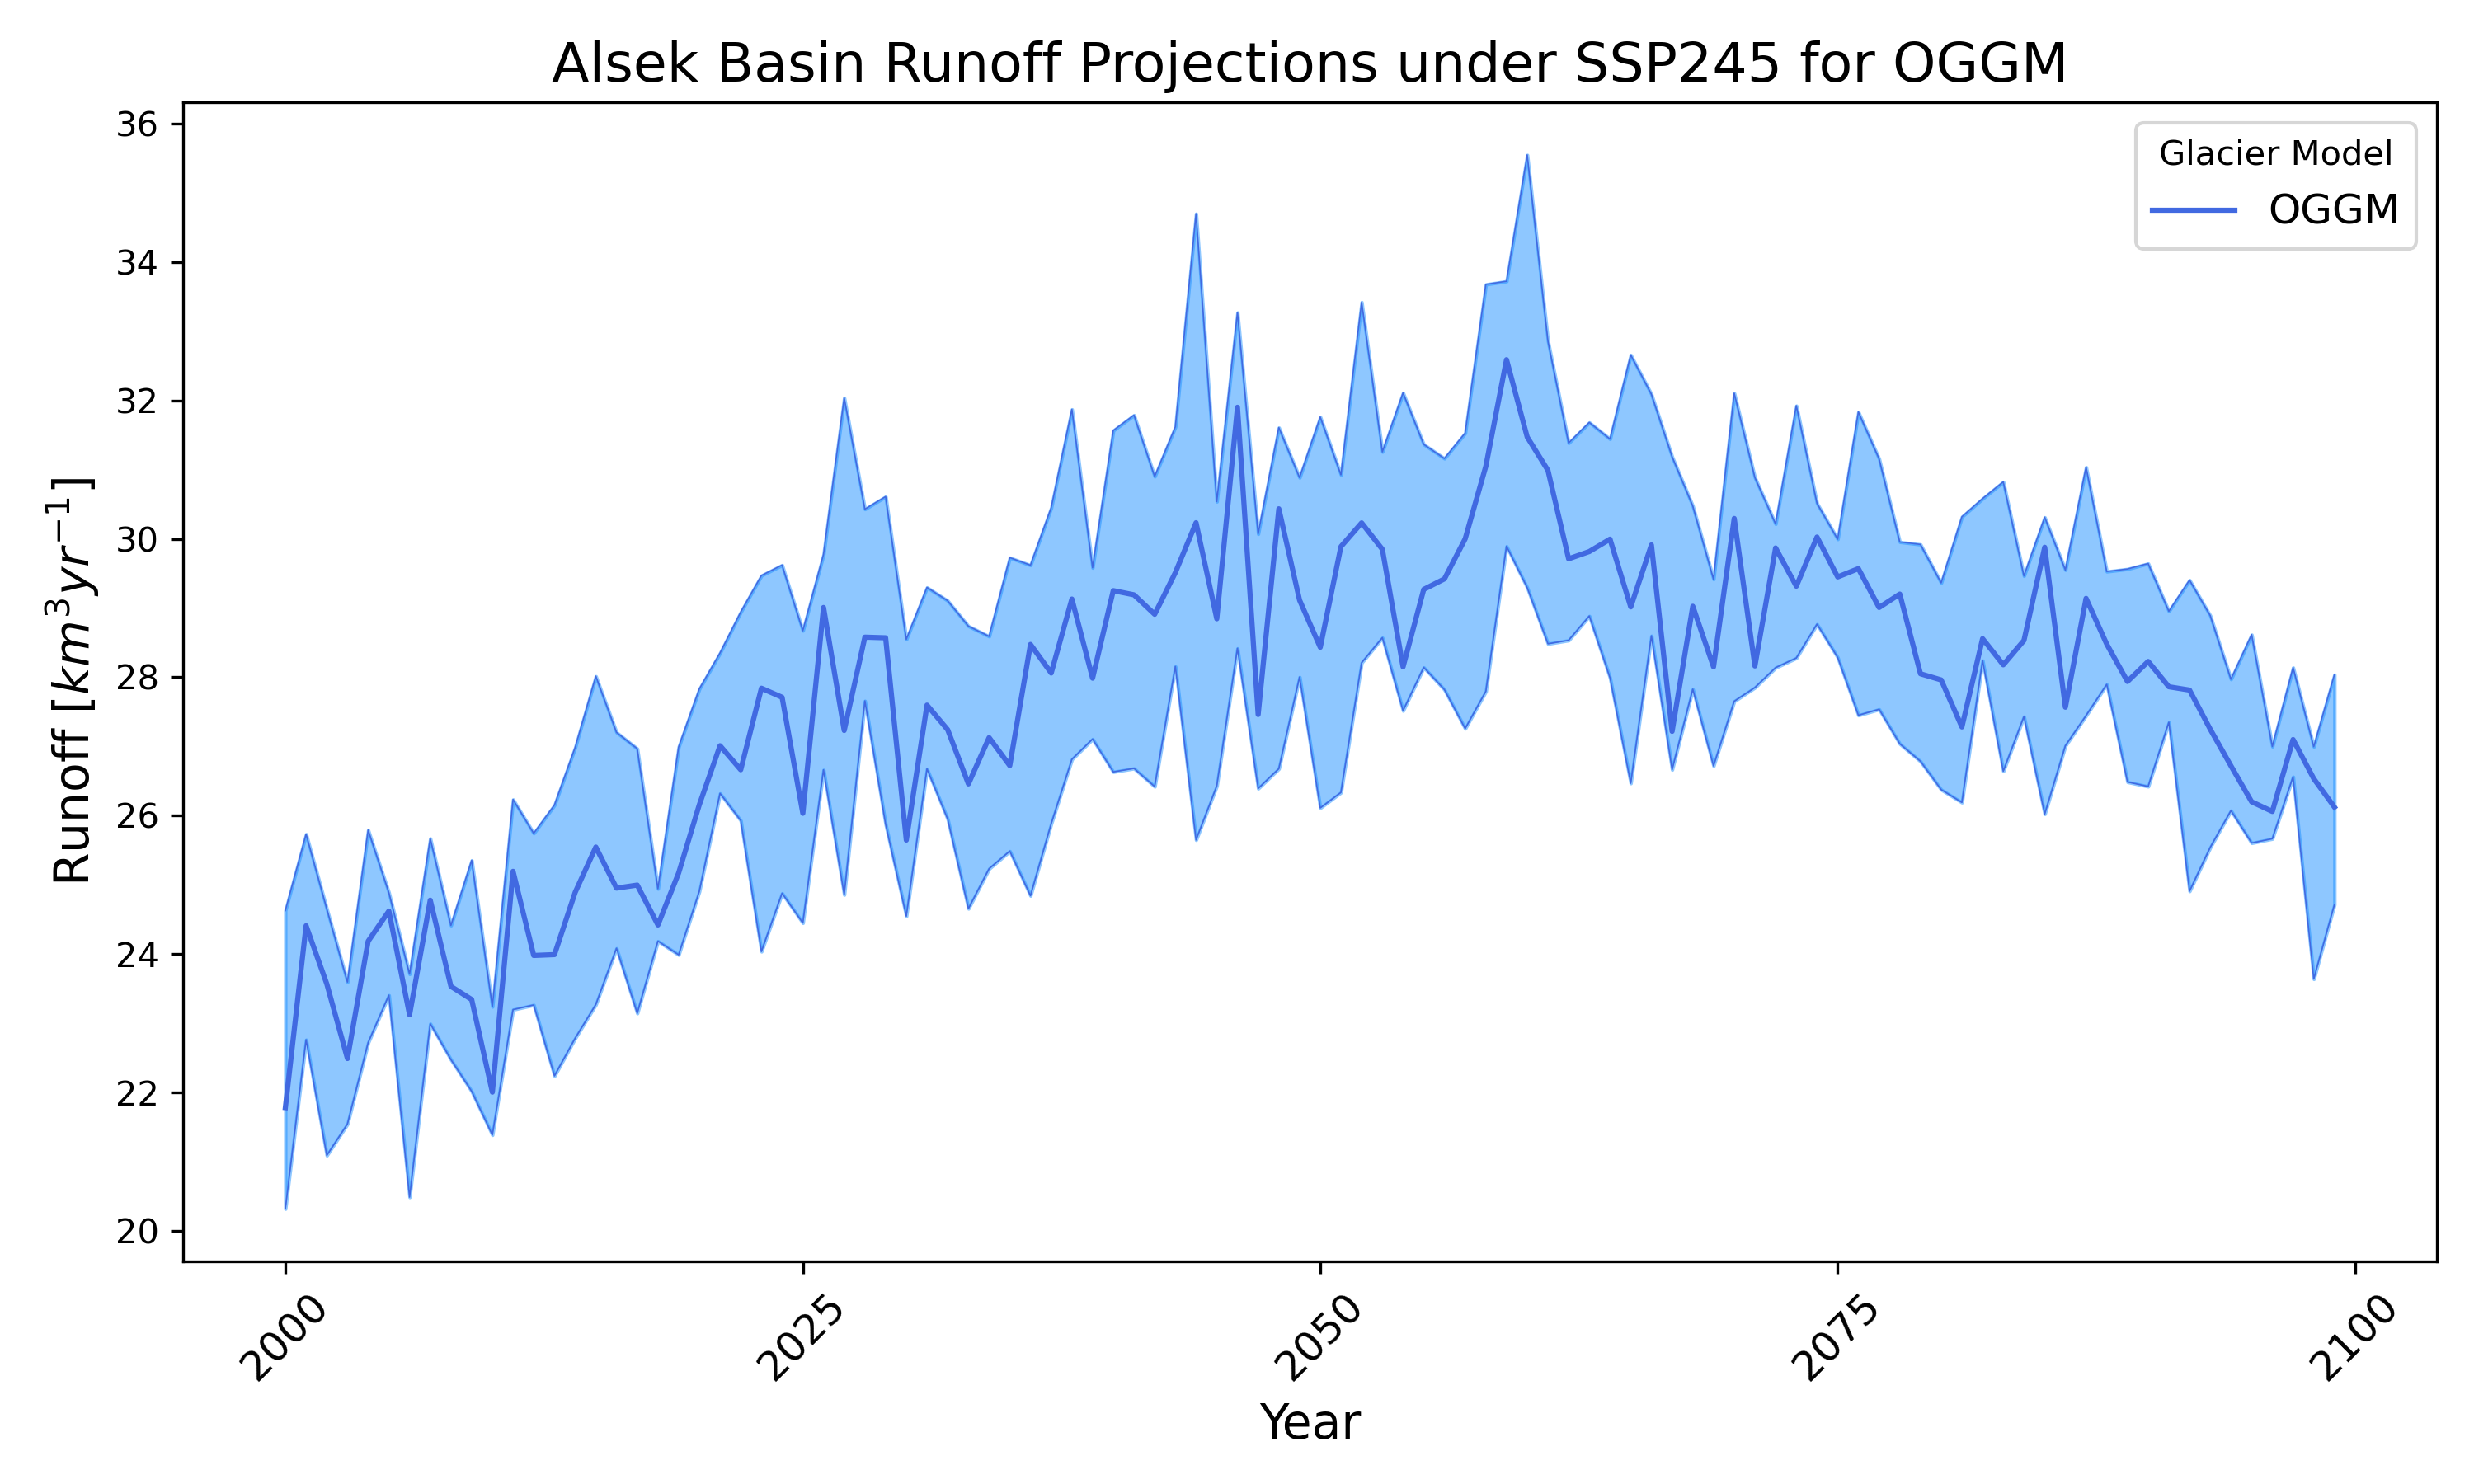 Alsek Basin Runoff Projections under SSP245 for OGGM
36
34
32
30
28
26
24
22
20
Runoff [km³yr⁻¹]
Glacier Model
OGGM
2000
2025
2050
2075
2100
Year